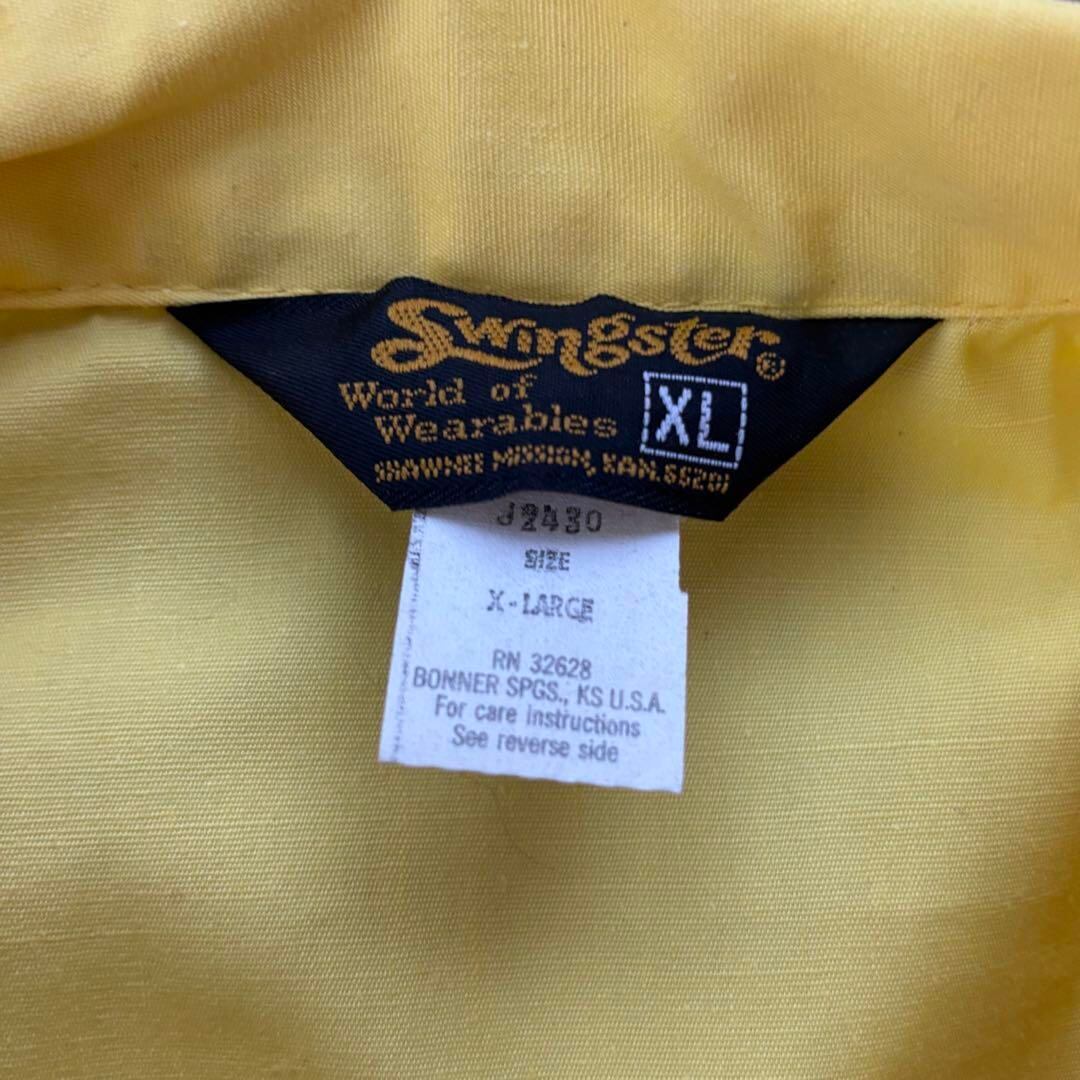 Swingster®
World of
Wearables
XL
SHAWNEE MISSION, KAN. 66201
J2430
SIZE
X-LARGE
RN 32628
BONNER SPGS., KS U.S.A.
For care instructions
See reverse side